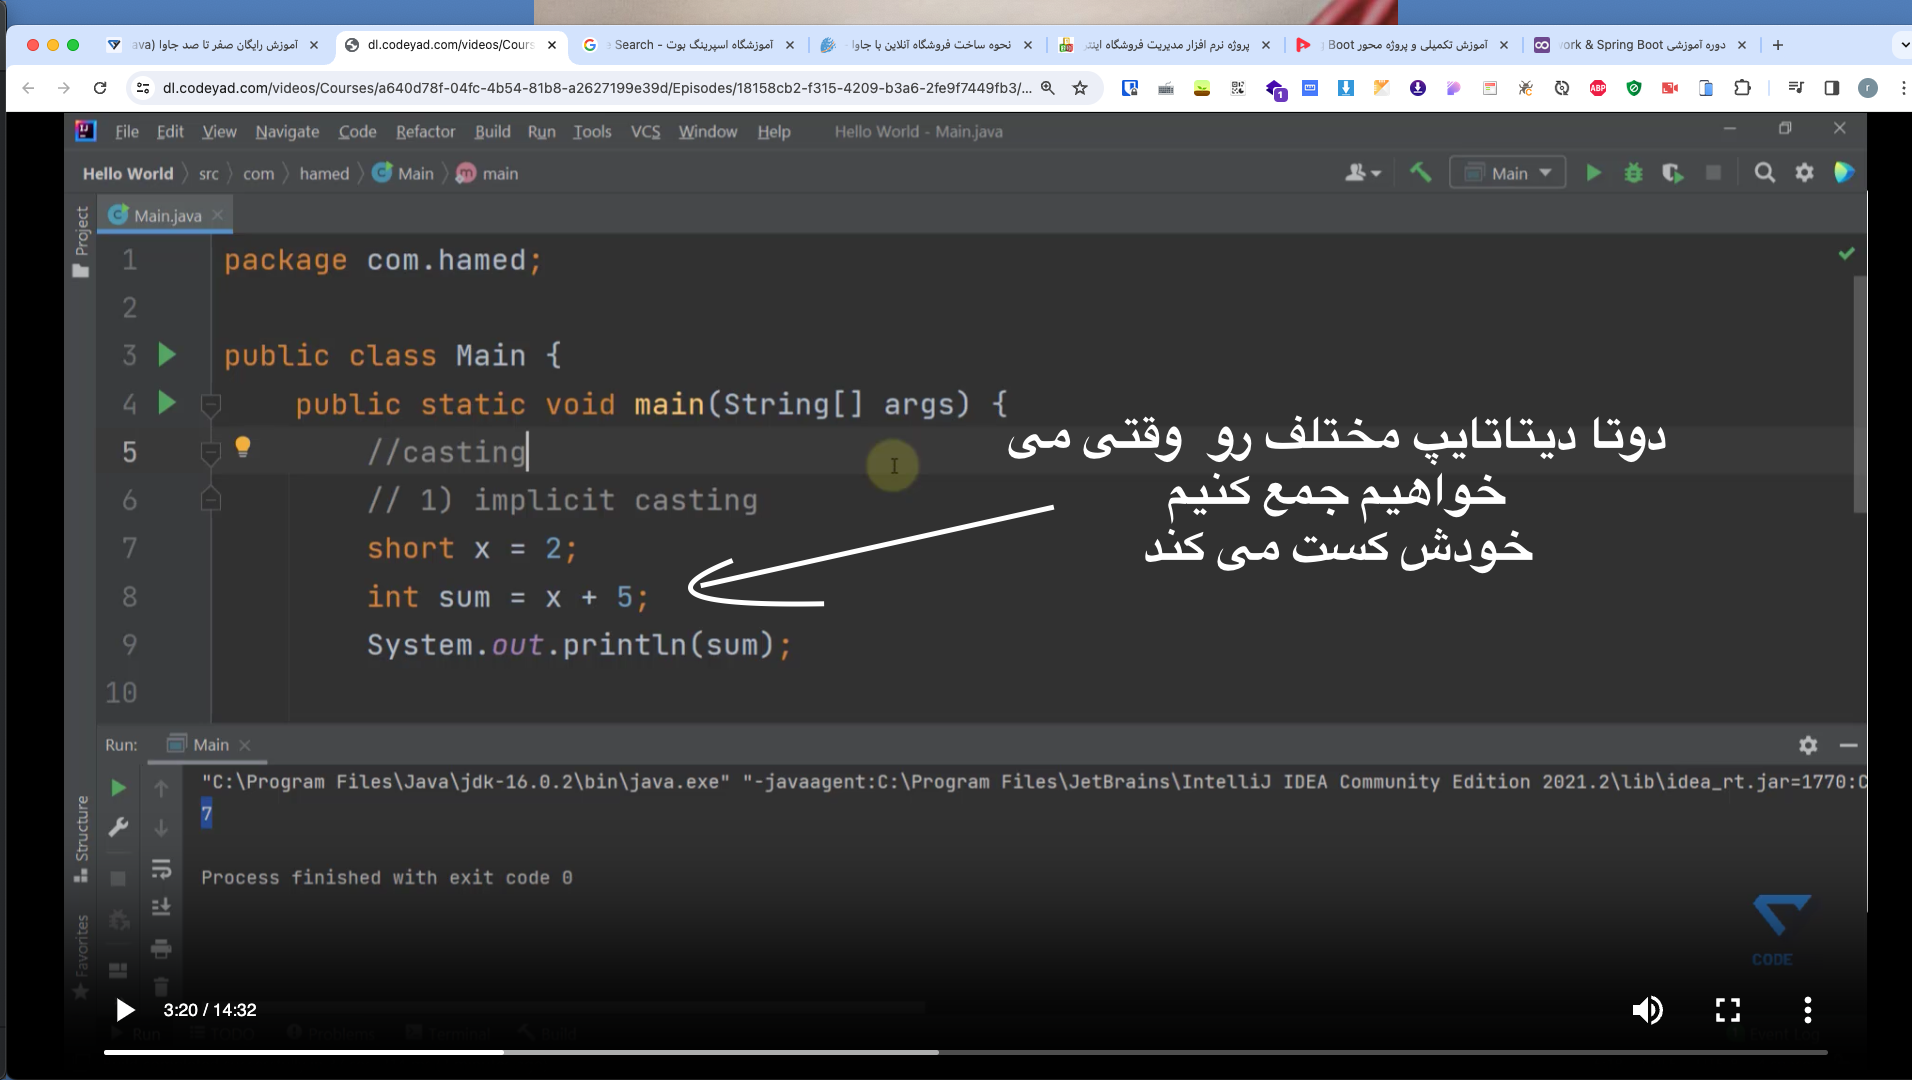 آموزش رایگان صفر تا صد جاوا (ava
dl.codeyad.com/videos/Cours
آموزشگاه اسپرینگ بوت - Search
نحوه ساخت فروشگاه آنلاین با جاوا -
پروژه نرم افزار مدیریت فروشگاه اینتر
آموزش تکمیلی و پروژه محور Boot
دوره آموزشی ork & Spring Boot
dl.codeyad.com/videos/Courses/a640d78f-04fc-4b54-81b8-a2627199e39d/Episodes/18158cb2-f315-4209-b3a6-2fe9f7449fb3/...
1
ABP
r
File Edit View Navigate Code Refactor Build Run Tools VCS Window Help Hello World - Main.java
Hello World src com hamed Main main
Main
Project
Main.java
1 package com.hamed;
2
3 public class Main {
4 public static void main(String[] args) {
5 //casting
6 // 1) implicit casting
7 short x = 2;
8 int sum = x + 5;
9 System.out.println(sum);
10
دوتا دیتاتایپ مختلف رو وقتی می
خواهیم جمع کنیم
خودش کست می کند
Run: Main
"C:\Program Files\Java\jdk-16.0.2\bin\java.exe" "-javaagent:C:\Program Files\JetBrains\IntelliJ IDEA Community Edition 2021.2\lib\idea_rt.jar=1770:C
7
Process finished with exit code 0
Structure
Favorites
CODE
3:20 / 14:32
Run TODO Problems Terminal Build